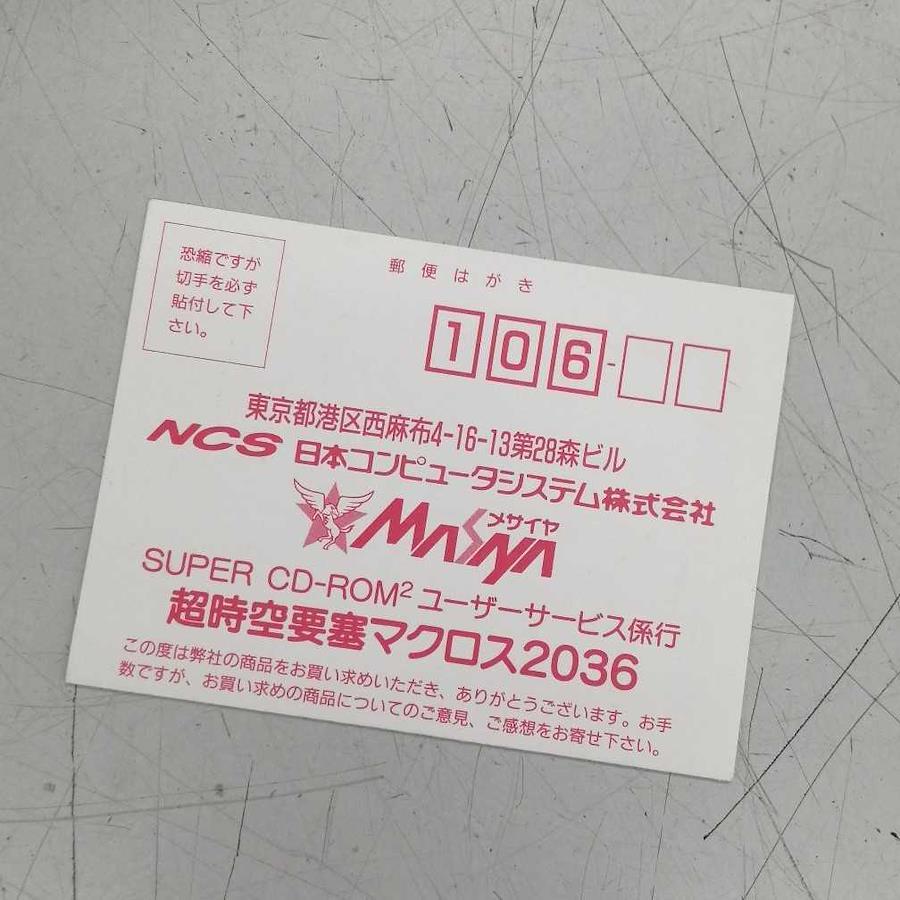 恐縮ですが
切手を必ず
貼付して下
さい。
郵便はがき
106-
東京都港区西麻布4-16-13第28森ビル
NCS 日本コンピュータシステム株式会社
メサイヤ
MASAYA
SUPER CD-ROM² ユーザーサービス係行
超時空要塞マクロス2036
この度は弊社の商品をお買い求めいただき、ありがとうございます。お手
数ですが、お買い求めの商品についてのご意見、ご感想をお寄せ下さい。